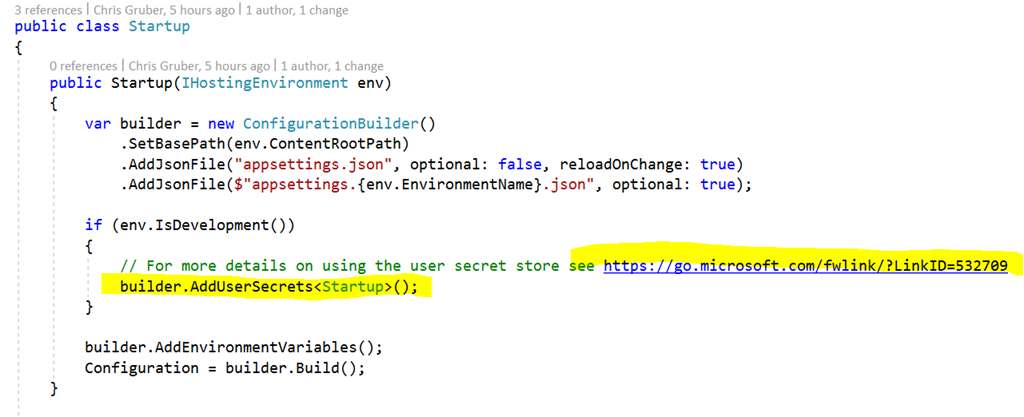 3 references | Chris Gruber, 5 hours ago | 1 author, 1 change
public class Startup
{
0 references | Chris Gruber, 5 hours ago | 1 author, 1 change
public Startup(IHostingEnvironment env)
{
var builder = new ConfigurationBuilder()
.SetBasePath(env.ContentRootPath)
.AddJsonFile("appsettings.json", optional: false, reloadOnChange: true)
.AddJsonFile($"appsettings.{env.EnvironmentName}.json", optional: true);
if (env.IsDevelopment())
{
// For more details on using the user secret store see https://go.microsoft.com/fwlink/?LinkID=532709
builder.AddUserSecrets<Startup>();
}
builder.AddEnvironmentVariables();
Configuration = builder.Build();
}